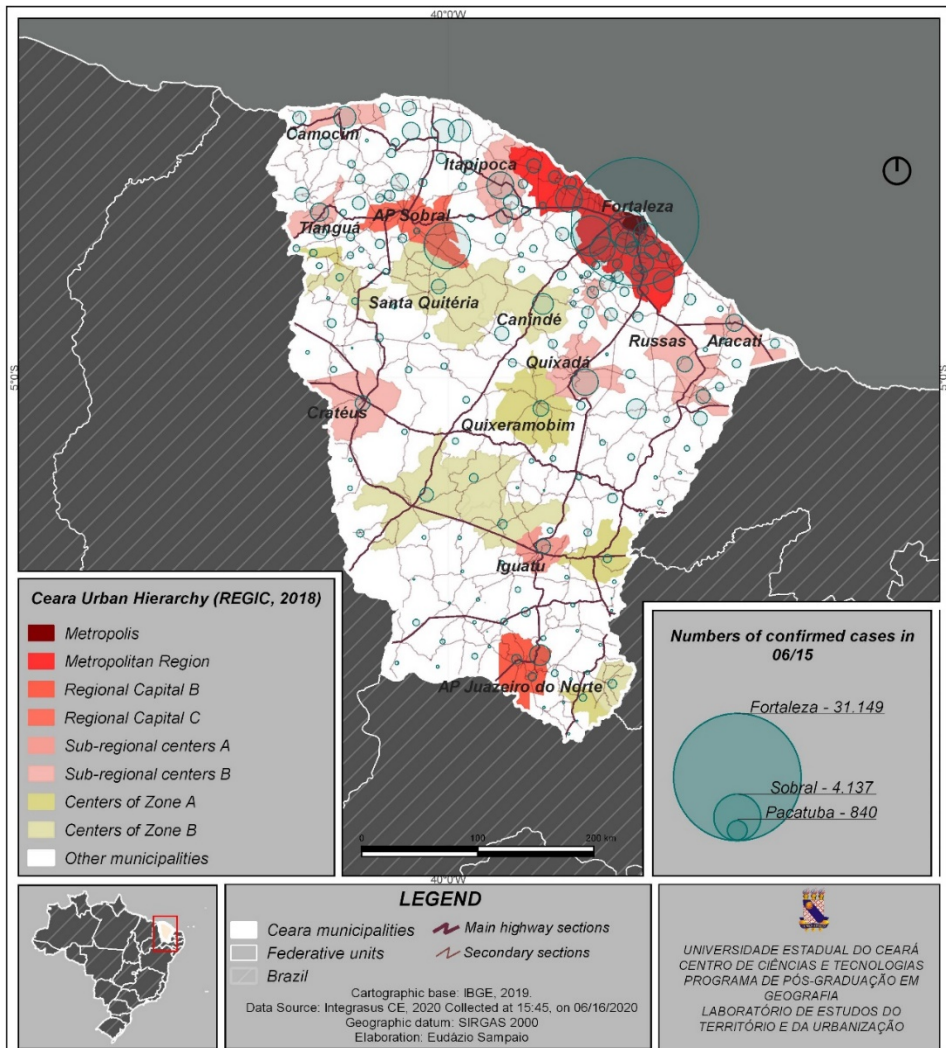 40°0'W
Camocim
Itapipoca
Fortaleza
Tianguá
AP Sobral
Santa Quitéria
Canindé
Russas
Aracati
Quixadá
5°0'S
5°0'S
Cratéus
Quixeramobim
Iguatu
AP Juazeiro do Norte
Ceara Urban Hierarchy (REGIC, 2018)
Metropolis
Metropolitan Region
Regional Capital B
Regional Capital C
Sub-regional centers A
Sub-regional centers B
Centers of Zone A
Centers of Zone B
Other municipalities
0 100 200 km
40°0'W
Numbers of confirmed cases in
06/15
Fortaleza - 31.149
Sobral - 4.137
Pacatuba - 840
LEGEND
Ceara municipalities
Federative units
Brazil
Main highway sections
Secondary sections
Cartographic base: IBGE, 2019.
Data Source: Integrasus CE, 2020 Collected at 15:45, on 06/16/2020
Geographic datum: SIRGAS 2000
Elaboration: Eudázio Sampaio
UNIVERSIDADE ESTADUAL DO CEARÁ
CENTRO DE CIÊNCIAS E TECNOLOGIAS
PROGRAMA DE PÓS-GRADUAÇÃO EM
GEOGRAFIA
LABORATÓRIO DE ESTUDOS DO
TERRITÓRIO E DA URBANIZAÇÃO